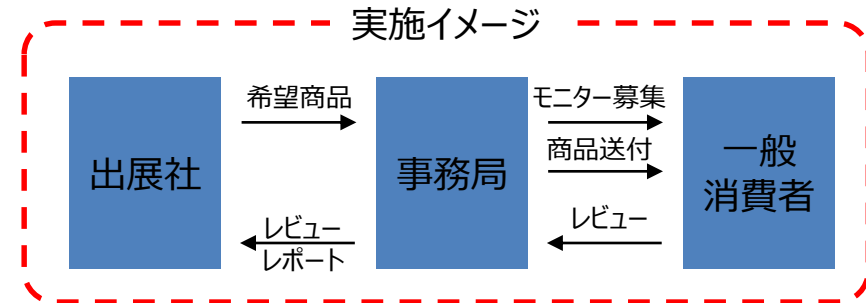 実施イメージ
出展社
希望商品
レビュー
レポート
事務局
モニター募集
商品送付
レビュー
一般
消費者